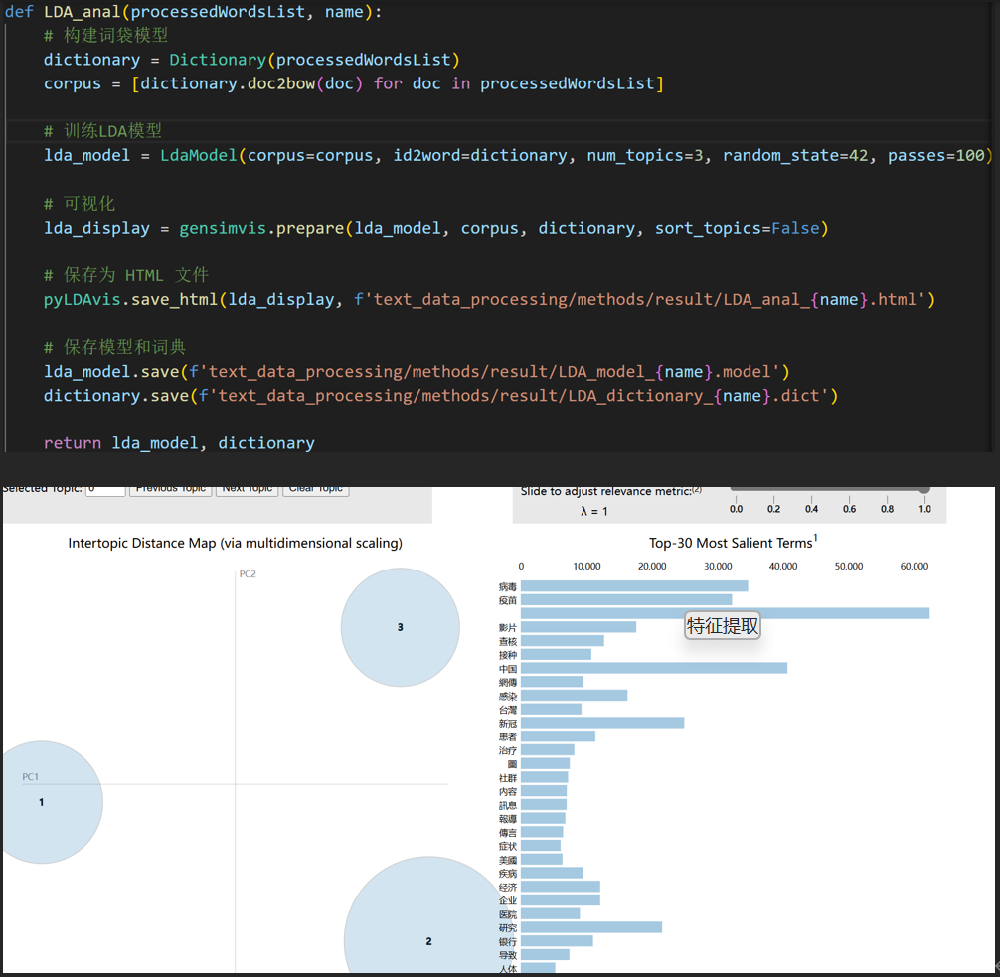 def LDA_anal(processedWordsList, name):
# 构建词袋模型
dictionary = Dictionary(processedWordsList)
corpus = [dictionary.doc2bow(doc) for doc in processedWordsList]
# 训练LDA模型
lda_model = LdaModel(corpus=corpus, id2word=dictionary, num_topics=3, random_state=42, passes=100)
# 可视化
lda_display = gensimvis.prepare(lda_model, corpus, dictionary, sort_topics=False)
# 保存为 HTML 文件
pyLDAvis.save_html(lda_display, f'text_data_processing/methods/result/LDA_anal_{name}.html')
# 保存模型和词典
lda_model.save(f'text_data_processing/methods/result/LDA_model_{name}.model')
dictionary.save(f'text_data_processing/methods/result/LDA_dictionary_{name}.dict')
return lda_model, dictionary
Selected Topic: 0 Previous Topic Next Topic Clear Topic
Slide to adjust relevance metric:(2)
λ = 1
0.0 0.2 0.4 0.6 0.8 1.0
Intertopic Distance Map (via multidimensional scaling)
PC2
PC1
1
2
3
Top-30 Most Salient Terms1
0 10,000 20,000 30,000 40,000 50,000 60,000
病毒
疫苗
特征提取
影片
查核
接种
中国
網傳
感染
台灣
新冠
患者
治疗
圖
社群
内容
訊息
報導
傳言
症状
美國
疾病
经济
企业
医院
研究
银行
导致
人体